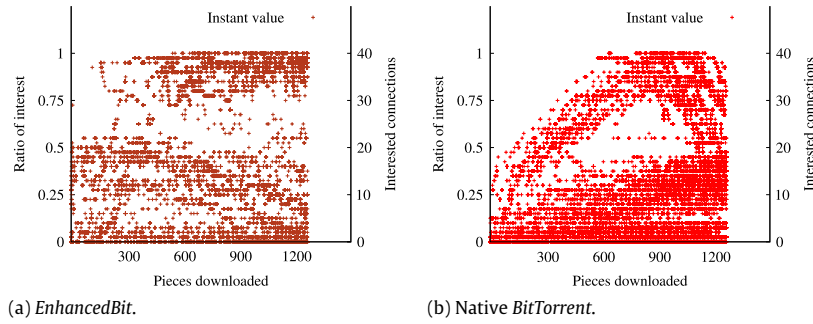 Instant value
1
0.75
0.5
0.25
0
Ratio of interest
40
30
20
10
0
Interested connections
300 600 900 1200
Pieces downloaded
(a) EnhancedBit.
Instant value
1
0.75
0.5
0.25
0
Ratio of interest
40
30
20
10
0
Interested connections
300 600 900 1200
Pieces downloaded
(b) Native BitTorrent.